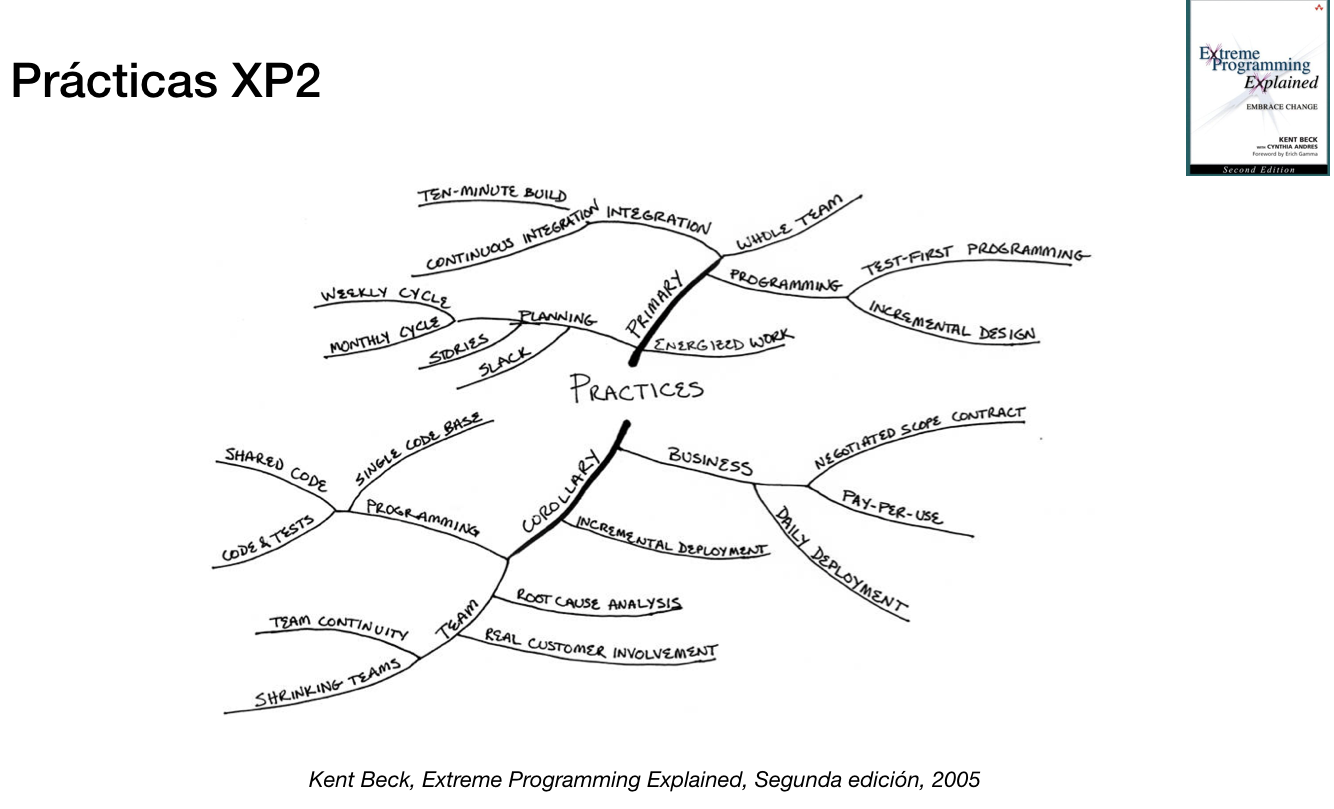 Prácticas XP2
Extreme
Programming
Explained
EMBRACE CHANGE
KENT BECK
WITH CYNTHIA ANDRES
Foreword by Erich Gamma
Second Edition
TEN-MINUTE BUILD
CONTINUOUS INTEGRATION
INTEGRATION
WHOLE TEAM
PROGRAMMING
TEST-FIRST PROGRAMMING
INCREMENTAL DESIGN
PRIMARY
WEEKLY CYCLE
MONTHLY CYCLE
PLANNING
STORIES
SLACK
ENERGIZED WORK
PRACTICES
SHARED CODE
SINGLE CODE BASE
CODE & TESTS
PROGRAMMING
COROLLARY
BUSINESS
NEGOTIATED SCOPE CONTRACT
PAY-PER-USE
DAILY DEPLOYMENT
INCREMENTAL DEPLOYMENT
TEAM
ROOT CAUSE ANALYSIS
REAL CUSTOMER INVOLVEMENT
TEAM CONTINUITY
SHRINKING TEAMS
Kent Beck, Extreme Programming Explained, Segunda edición, 2005